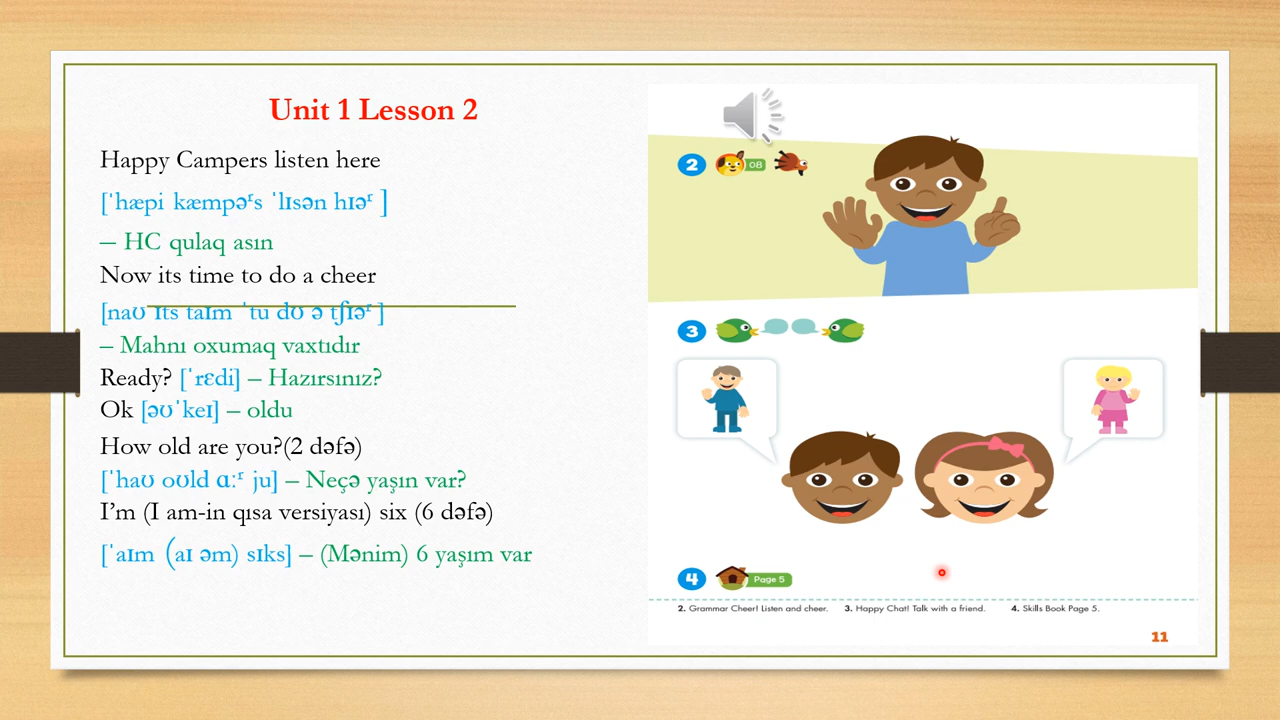 Unit 1 Lesson 2
Happy Campers listen here
[ˈhæpi kæmpəʳs ˈlɪsən hɪəʳ ]
– HC qulaq asın
Now its time to do a cheer
[naʊ ɪts taɪm ˈtu dʊ ə tʃɪəʳ ]
– Mahnı oxumaq vaxtıdır
Ready? [ˈrɛdi] – Hazırsınız?
Ok [əʊˈkeɪ] – oldu
How old are you?(2 dəfə)
[ˈhaʊ oʊld ɑːʳ ju] – Neçə yaşın var?
I’m (I am-in qısa versiyası) six (6 dəfə)
[ˈaɪm (aɪ əm) sɪks] – (Mənim) 6 yaşım var
2 08
3
4 Page 5
2. Grammar Cheer! Listen and cheer. 3. Happy Chat! Talk with a friend. 4. Skills Book Page 5.
11